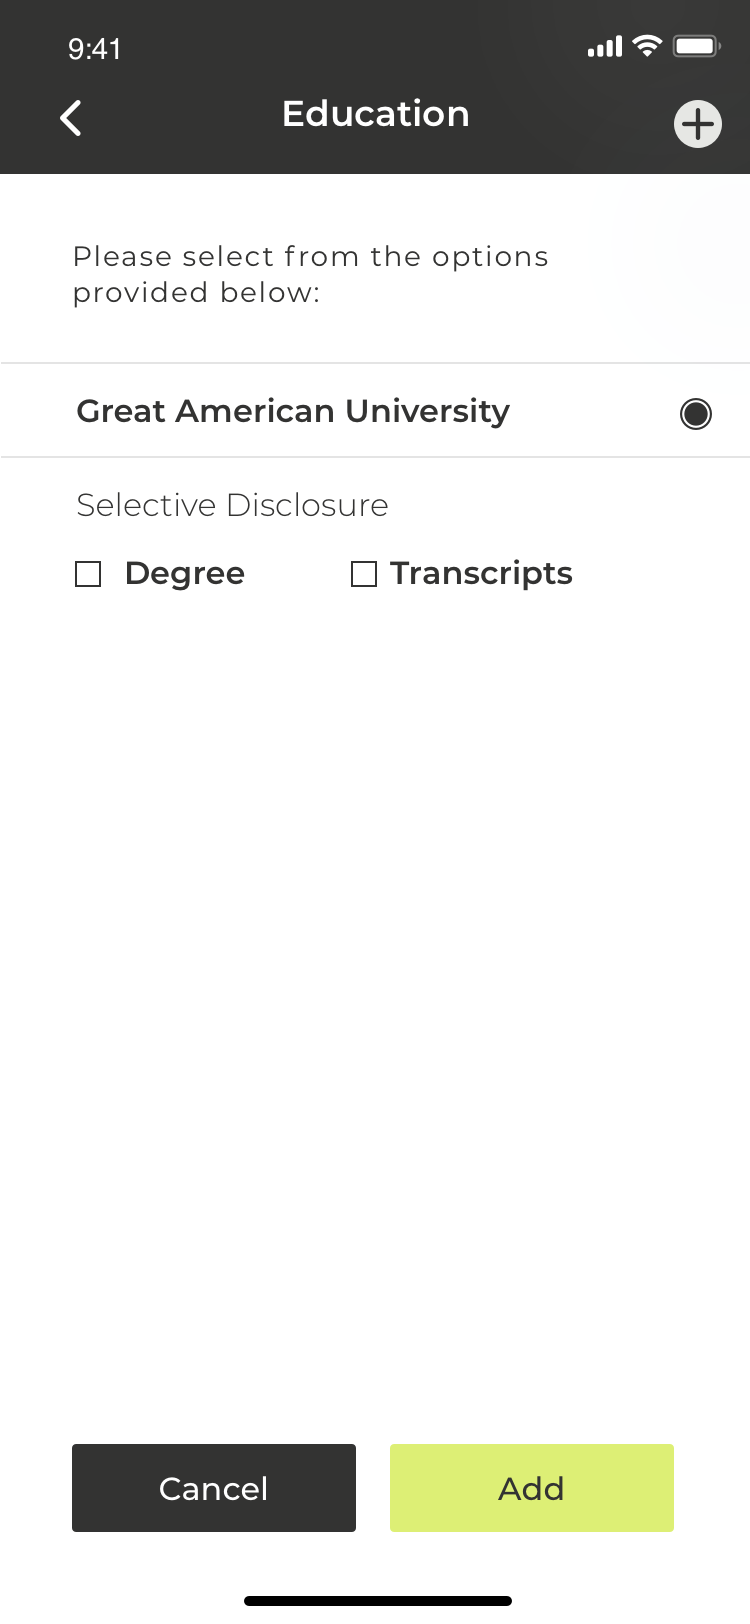 9:41
Education
Please select from the options
provided below:
Great American University
Selective Disclosure
Degree Transcripts
Cancel Add